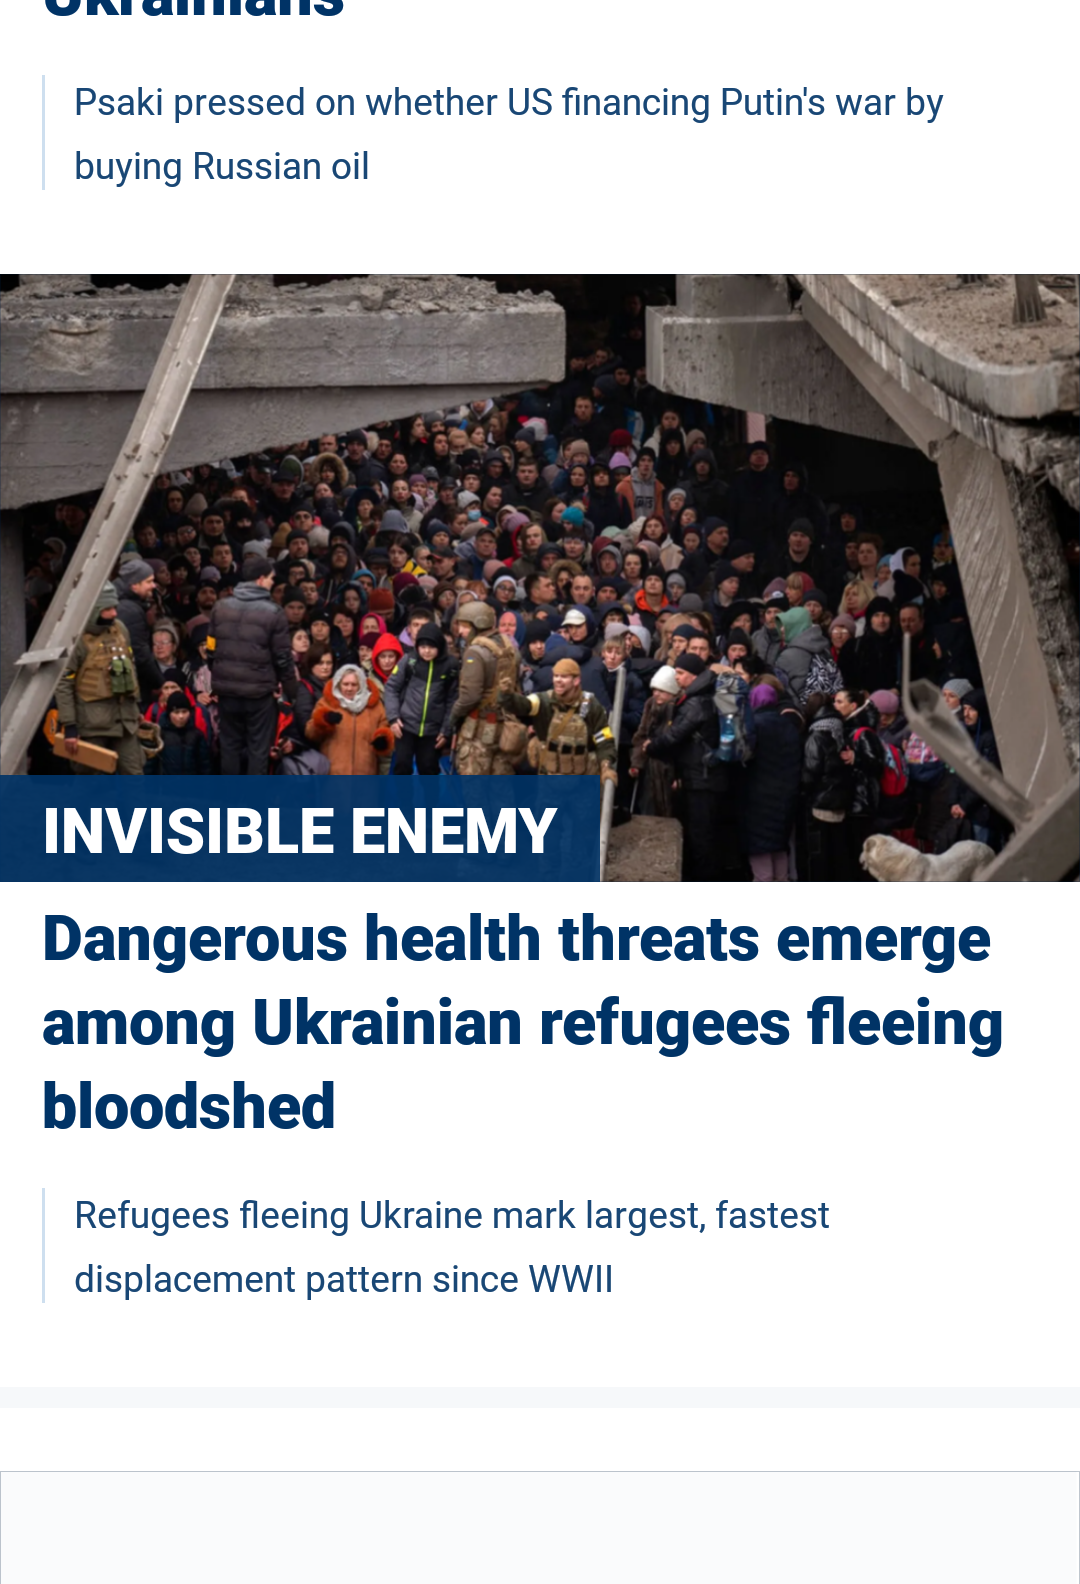 Ukrainians
Psaki pressed on whether US financing Putin's war by
buying Russian oil
INVISIBLE ENEMY
Dangerous health threats emerge
among Ukrainian refugees fleeing
bloodshed
Refugees fleeing Ukraine mark largest, fastest
displacement pattern since WWII